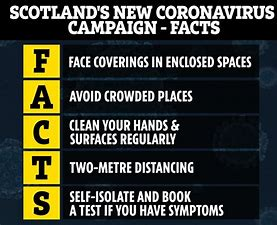 SCOTLAND'S NEW CORONAVIRUS
CAMPAIGN - FACTS
F FACE COVERINGS IN ENCLOSED SPACES
A AVOID CROWDED PLACES
C CLEAN YOUR HANDS &
SURFACES REGULARLY
T TWO-METRE DISTANCING
S SELF-ISOLATE AND BOOK
A TEST IF YOU HAVE SYMPTOMS